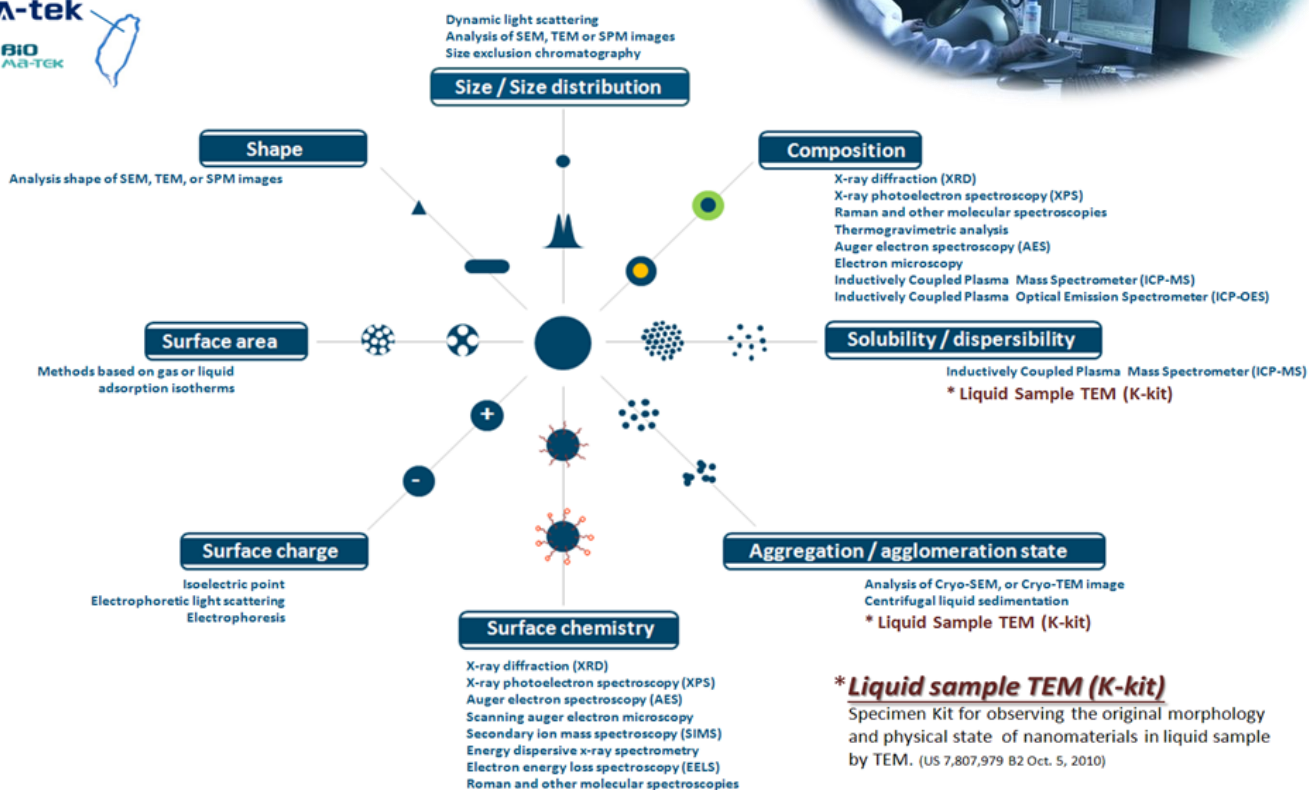 Λ-tek
BiO
Ma-TEK
Dynamic light scattering
Analysis of SEM, TEM or SPM images
Size exclusion chromatography
Size / Size distribution
Shape
Analysis shape of SEM, TEM, or SPM images
Composition
X-ray diffraction (XRD)
X-ray photoelectron spectroscopy (XPS)
Raman and other molecular spectroscopies
Thermogravimetric analysis
Auger electron spectroscopy (AES)
Electron microscopy
Inductively Coupled Plasma Mass Spectrometer (ICP-MS)
Inductively Coupled Plasma Optical Emission Spectrometer (ICP-OES)
Surface area
Methods based on gas or liquid
adsorption isotherms
Solubility / dispersibility
Inductively Coupled Plasma Mass Spectrometer (ICP-MS)
* Liquid Sample TEM (K-kit)
+
-
Surface charge
Isoelectric point
Electrophoretic light scattering
Electrophoresis
Aggregation / agglomeration state
Analysis of Cryo-SEM, or Cryo-TEM image
Centrifugal liquid sedimentation
* Liquid Sample TEM (K-kit)
Surface chemistry
X-ray diffraction (XRD)
X-ray photoelectron spectroscopy (XPS)
Auger electron spectroscopy (AES)
Scanning auger electron microscopy
Secondary ion mass spectroscopy (SIMS)
Energy dispersive x-ray spectrometry
Electron energy loss spectroscopy (EELS)
Roman and other molecular spectroscopies
*Liquid sample TEM (K-kit)
Specimen Kit for observing the original morphology
and physical state of nanomaterials in liquid sample
by TEM. (US 7,807,979 B2 Oct. 5, 2010)